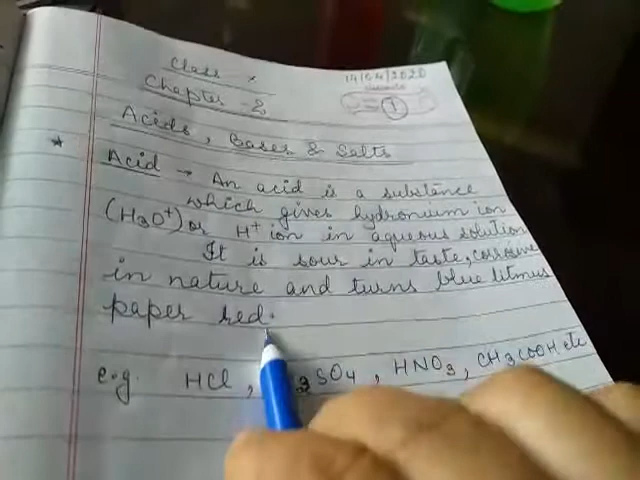 Class x
14/04/2020
Chapter - 2
1
Acids, Bases & Salts
* Acid → An acid is a substance
which gives hydronium ion
(H3O+) or H+ ion in aqueous solution
It is sour in taste, corrosive
in nature and turns blue litmus
paper red.
e.g. HCl, 2SO4, HNO3, CH3COOH etc